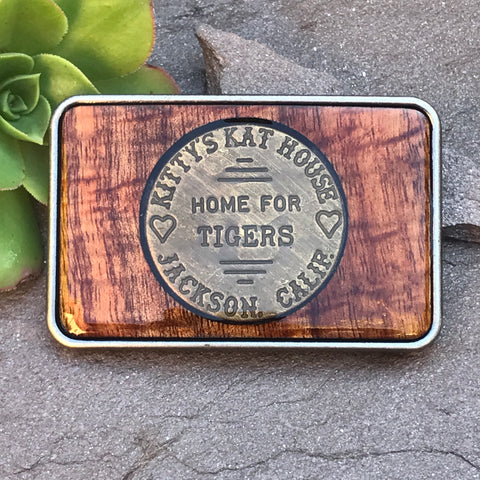 KITTY'S KAT HOUSE
HOME FOR
TIGERS
JACKSON, CALIF.